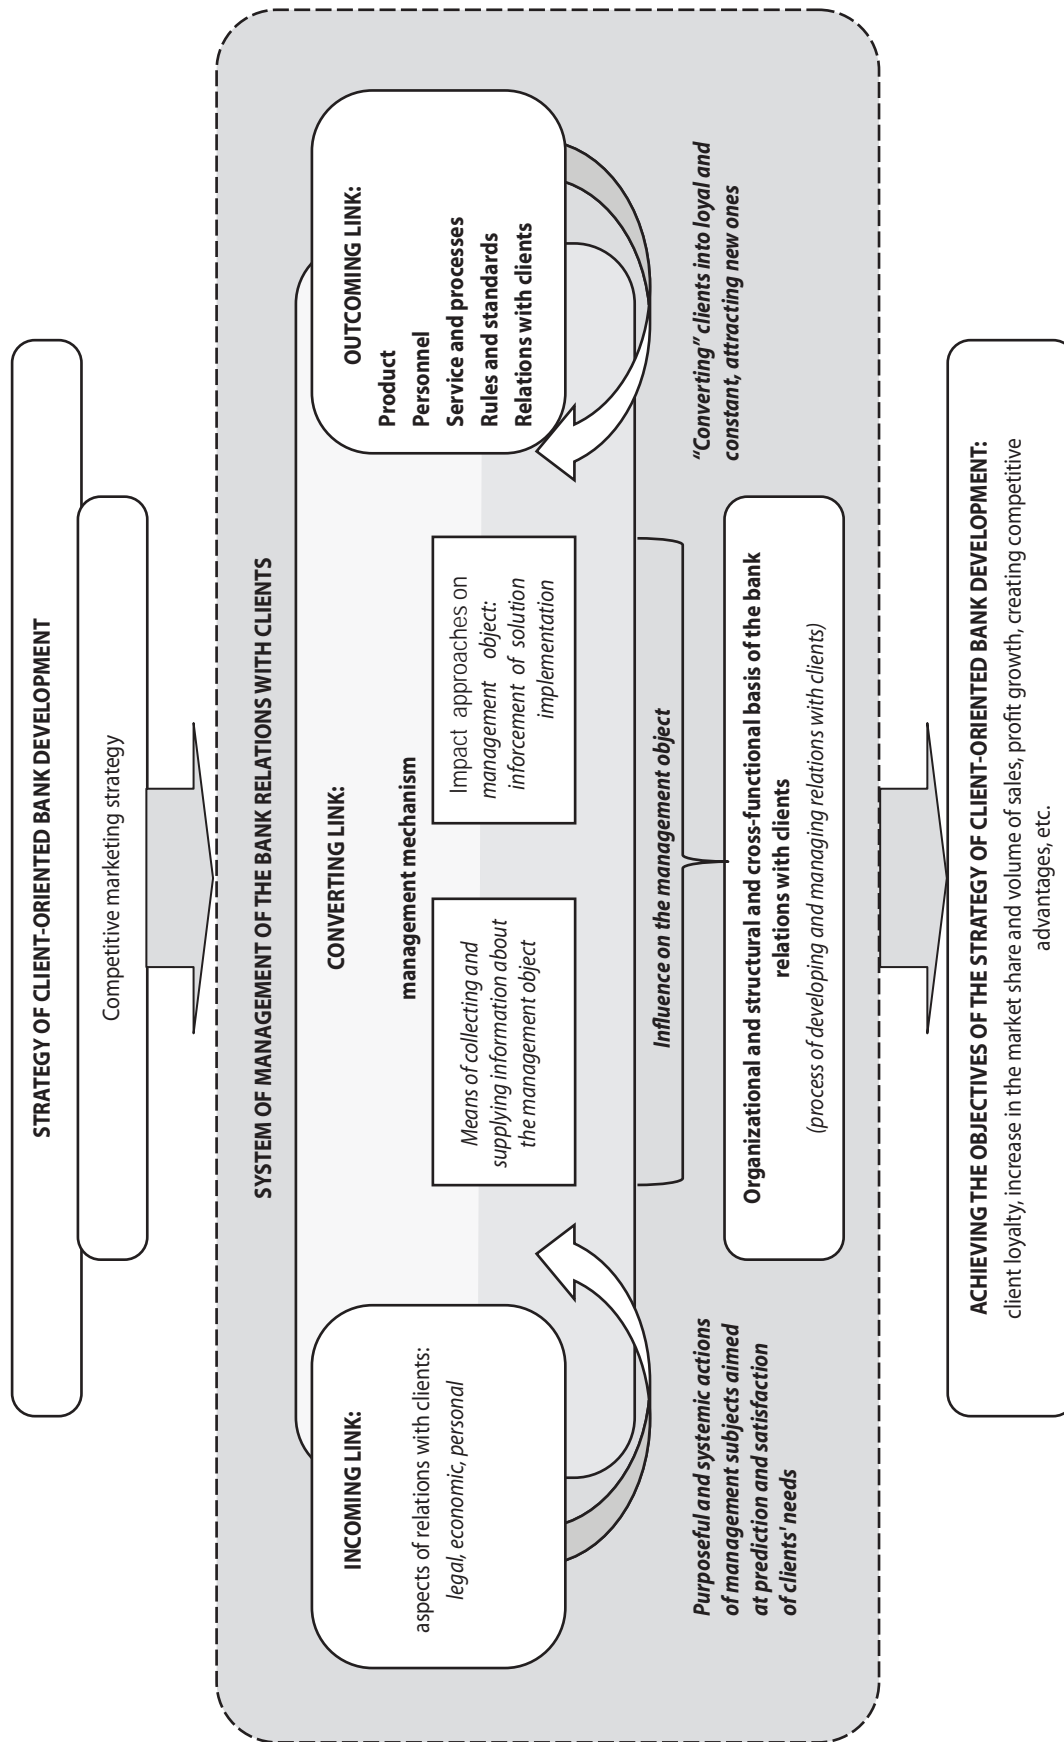 STRATEGY OF CLIENT-ORIENTED BANK DEVELOPMENT
Competitive marketing strategy
SYSTEM OF MANAGEMENT OF THE BANK RELATIONS WITH CLIENTS
INCOMING LINK:
aspects of relations with clients:
legal, economic, personal
CONVERTING LINK:
management mechanism
Means of collecting and
supplying information about
the management object
Impact approaches on
management object:
inforcement of solution
implementation
OUTCOMING LINK:
Product
Personnel
Service and processes
Rules and standards
Relations with clients
Purposeful and systemic actions
of management subjects aimed
at prediction and satisfaction
of clients' needs
Influence on the management object
"Converting" clients into loyal and
constant, attracting new ones
Organizational and structural and cross-functional basis of the bank
relations with clients
(process of developing and managing relations with clients)
ACHIEVING THE OBJECTIVES OF THE STRATEGY OF CLIENT-ORIENTED BANK DEVELOPMENT:
client loyalty, increase in the market share and volume of sales, profit growth, creating competitive
advantages, etc.